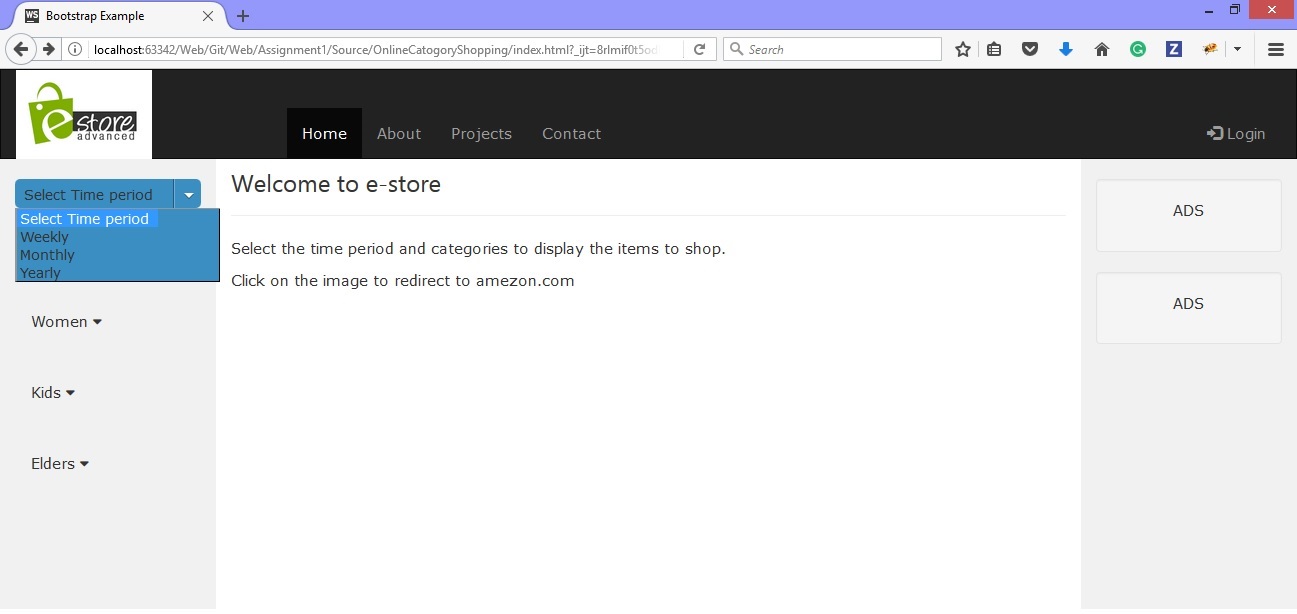 WS Bootstrap Example
localhost:63342/Web/Git/Web/Assignment1/Source/OnlineCatogoryShopping/index.html?_ijt=8rlmif0t5od
Search
Z
e store
advanced
Home About Projects Contact Login
Select Time period
Select Time period
Weekly
Monthly
Yearly
Women
Kids
Elders
Welcome to e-store
Select the time period and categories to display the items to shop.
Click on the image to redirect to amezon.com
ADS
ADS